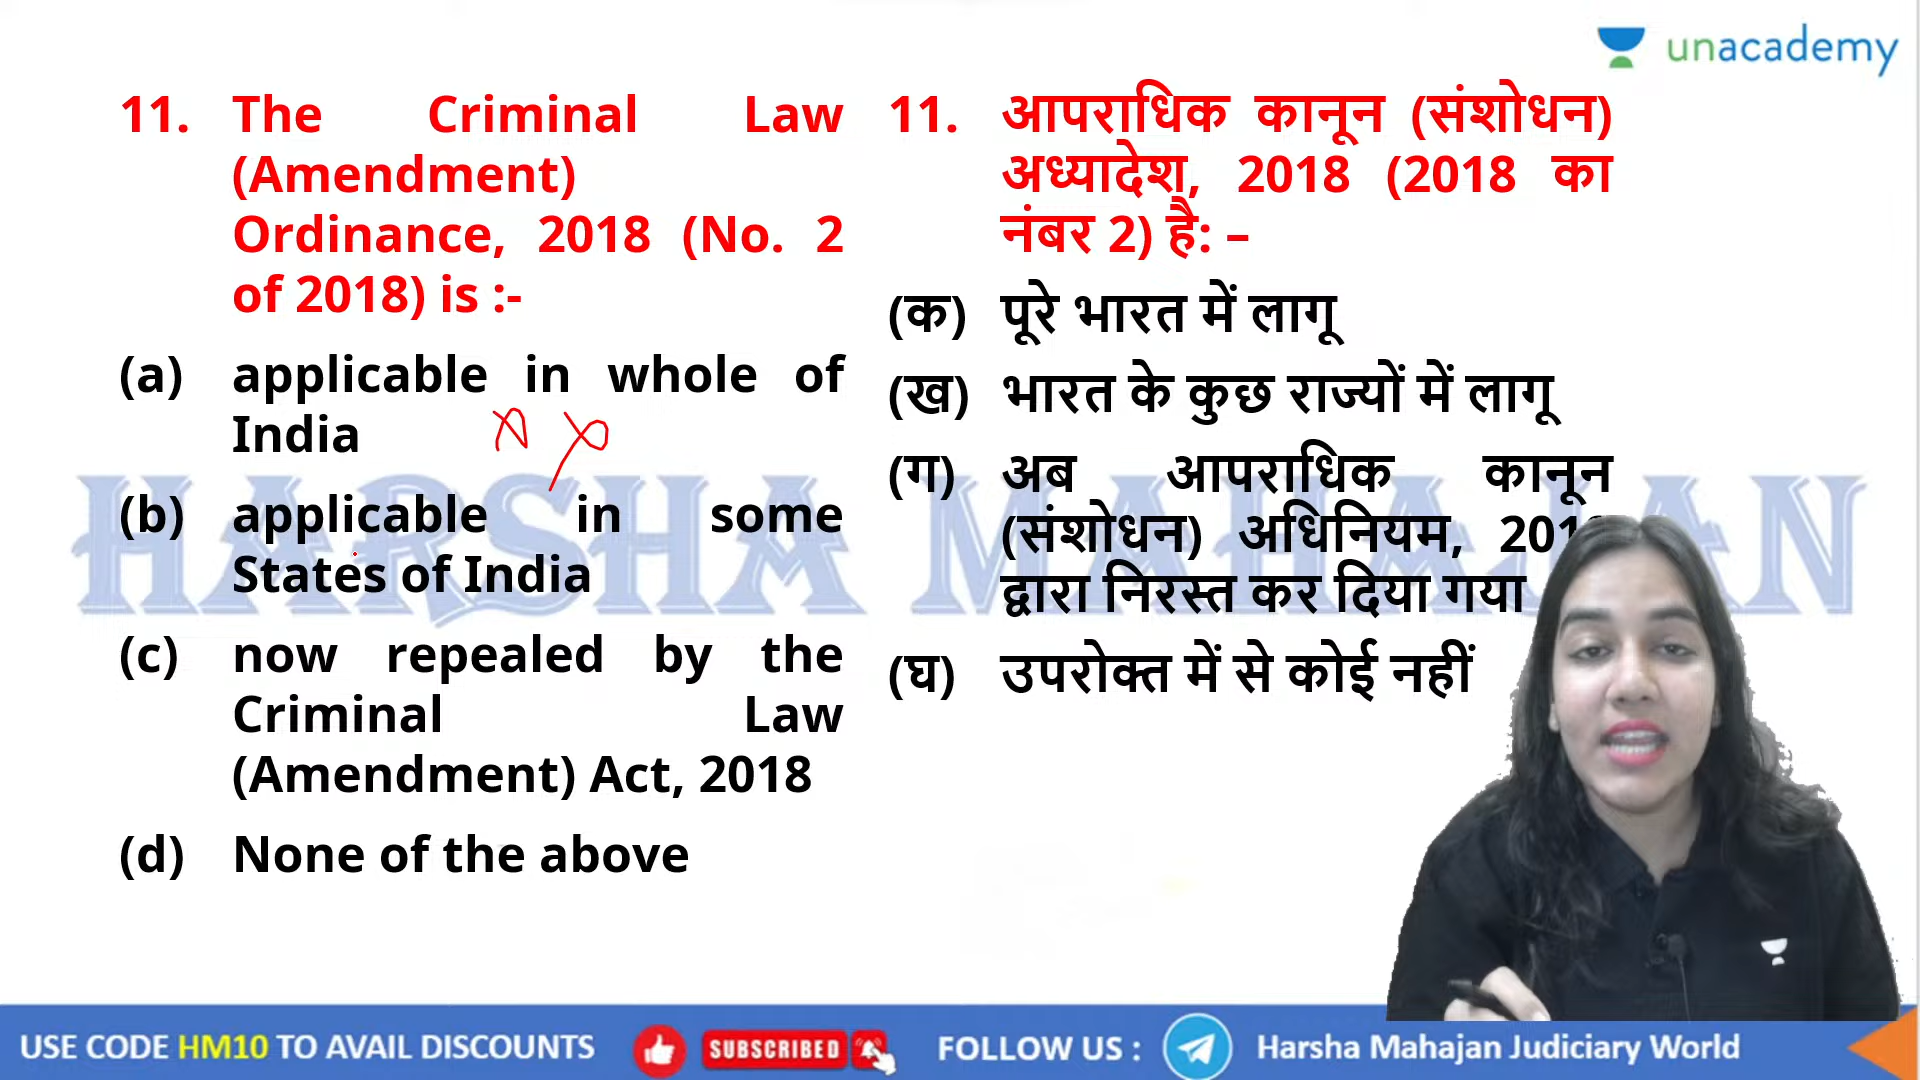 unacademy
11. The Criminal Law
(Amendment)
Ordinance, 2018 (No. 2
of 2018) is :-
(a) applicable in whole of
India
(b) applicable in some
States of India
(c) now repealed by the
Criminal Law
(Amendment) Act, 2018
(d) None of the above
11. आपराधिक कानून (संशोधन)
अध्यादेश, 2018 (2018 का
नंबर 2) है: –
(क) पूरे भारत में लागू
(ख) भारत के कुछ राज्यों में लागू
(ग) अब आपराधिक कानून
(संशोधन) अधिनियम,
द्वारा निरस्त कर दिया गया
(घ) उपरोक्त में से कोई नहीं
HARSHA MAHAJAN
USE CODE HM10 TO AVAIL DISCOUNTS
SUBSCRIBED
FOLLOW US :
Harsha Mahajan Judiciary World